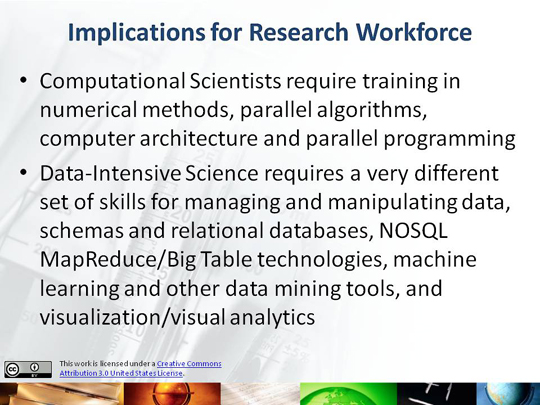 Implications for Research Workforce
• Computational Scientists require training in
numerical methods, parallel algorithms,
computer architecture and parallel programming
• Data-Intensive Science requires a very different
set of skills for managing and manipulating data,
schemas and relational databases, NOSQL
MapReduce/Big Table technologies, machine
learning and other data mining tools, and
visualization/visual analytics
This work is licensed under a Creative Commons
Attribution 3.0 United States License.
cc
BY